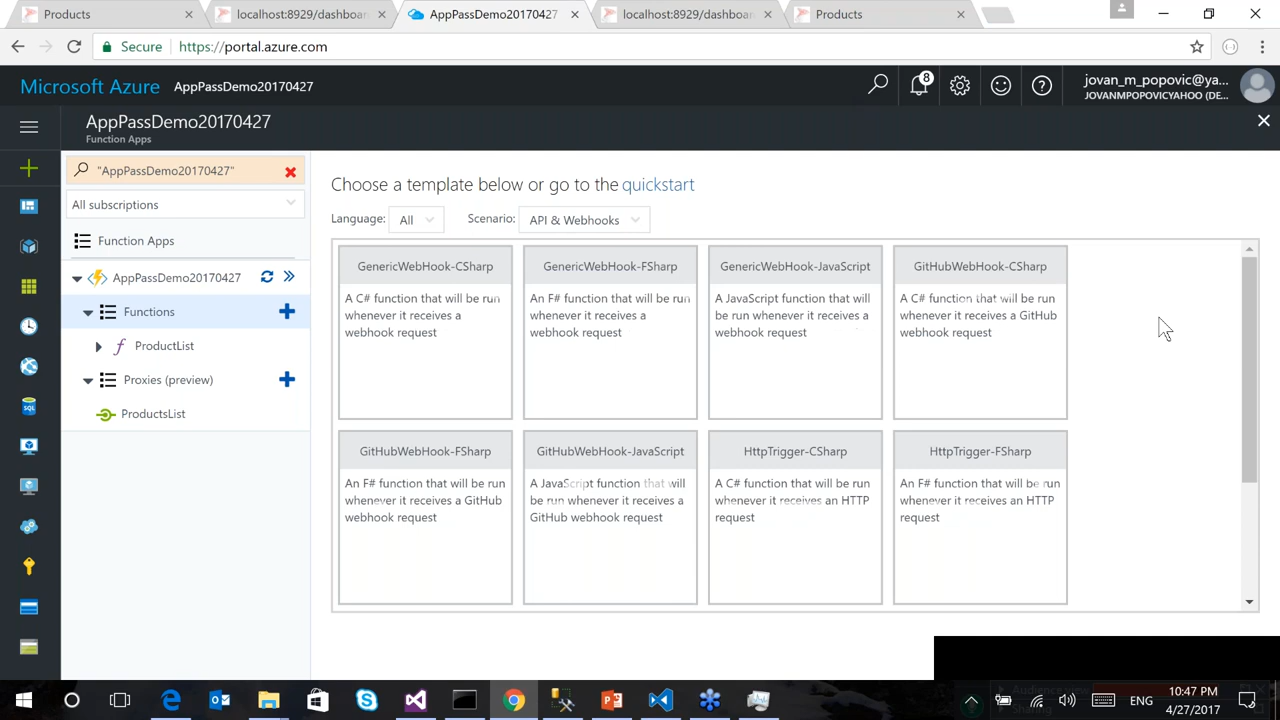 Products
localhost:8929/dashboar
AppPassDemo20170427
localhost:8929/dashboar
Products
Secure
https://portal.azure.com
Microsoft Azure
AppPassDemo20170427
8
jovan_m_popovic@ya...
JOVANMPOPOVICYAHOO (DE...
AppPassDemo20170427
Function Apps
"AppPassDemo20170427"
All subscriptions
Function Apps
AppPassDemo20170427
Functions
ProductList
Proxies (preview)
ProductsList
SQL
Choose a template below or go to the quickstart
Language: All Scenario: API & Webhooks
GenericWebHook-CSharp
A C# function that will be run
whenever it receives a
webhook request
GenericWebHook-FSharp
An F# function that will be run
whenever it receives a
webhook request
GenericWebHook-JavaScript
A JavaScript function that will
be run whenever it receives a
webhook request
GitHubWebHook-CSharp
A C# function that will be run
whenever it receives a GitHub
webhook request
GitHubWebHook-FSharp
An F# function that will be run
whenever it receives a GitHub
webhook request
GitHubWebHook-JavaScript
A JavaScript function that will
be run whenever it receives a
GitHub webhook request
HttpTrigger-CSharp
A C# function that will be run
whenever it receives an HTTP
request
HttpTrigger-FSharp
An F# function that will be run
whenever it receives an HTTP
request
ENG
10:47 PM
4/27/2017